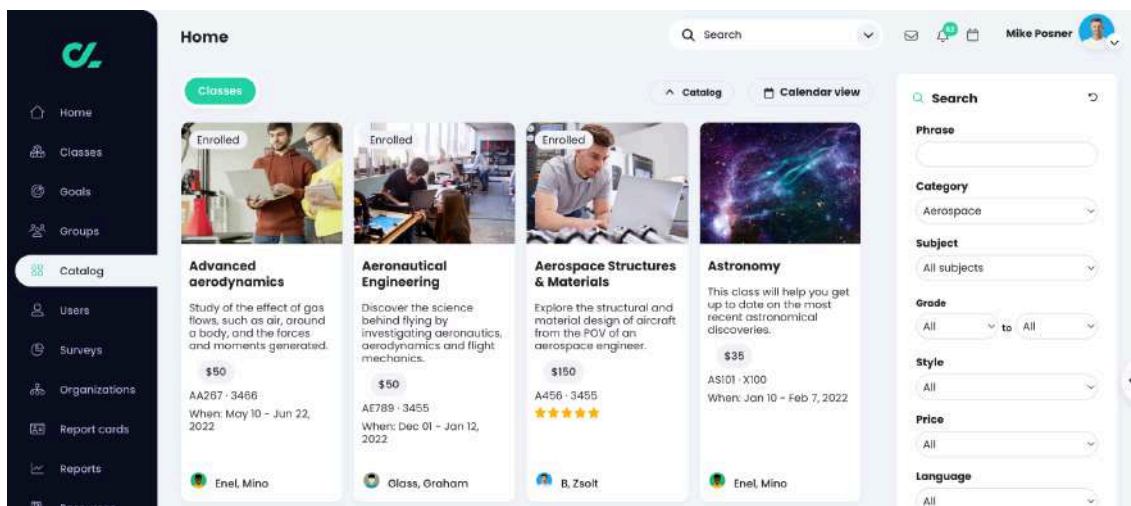 Home
Classes
Goals
Groups
Catalog
Users
Surveys
Organizations
Report cards
Reports
Home
Search
Mike Posner
Classes
Catalog
Calendar view
Enrolled
Advanced
aerodynamics
Study of the effect of gas
flows, such as air, around
a body, and the forces
and moments generated.
$50
AA267 · 3466
When: May 10 - Jun 22,
2022
Enel, Mino
Enrolled
Aeronautical
Engineering
Discover the science
behind flying by
investigating aeronautics,
aerodynamics and flight
mechanics.
$50
AE789 · 3455
When: Dec 01 - Jan 12,
2022
Glass, Graham
Enrolled
Aerospace Structures
& Materials
Explore the structural and
material design of aircraft
from the POV of an
aerospace engineer.
$150
A456 · 3455
B, Zsolt
Astronomy
This class will help you get
up to date on the most
recent astronomical
discoveries.
$35
AS101 · X100
When: Jan 10 - Feb 7, 2022
Enel, Mino
Search
Phrase
Category
Aerospace
Subject
All subjects
Grade
All to All
Style
All
Price
All
Language
All